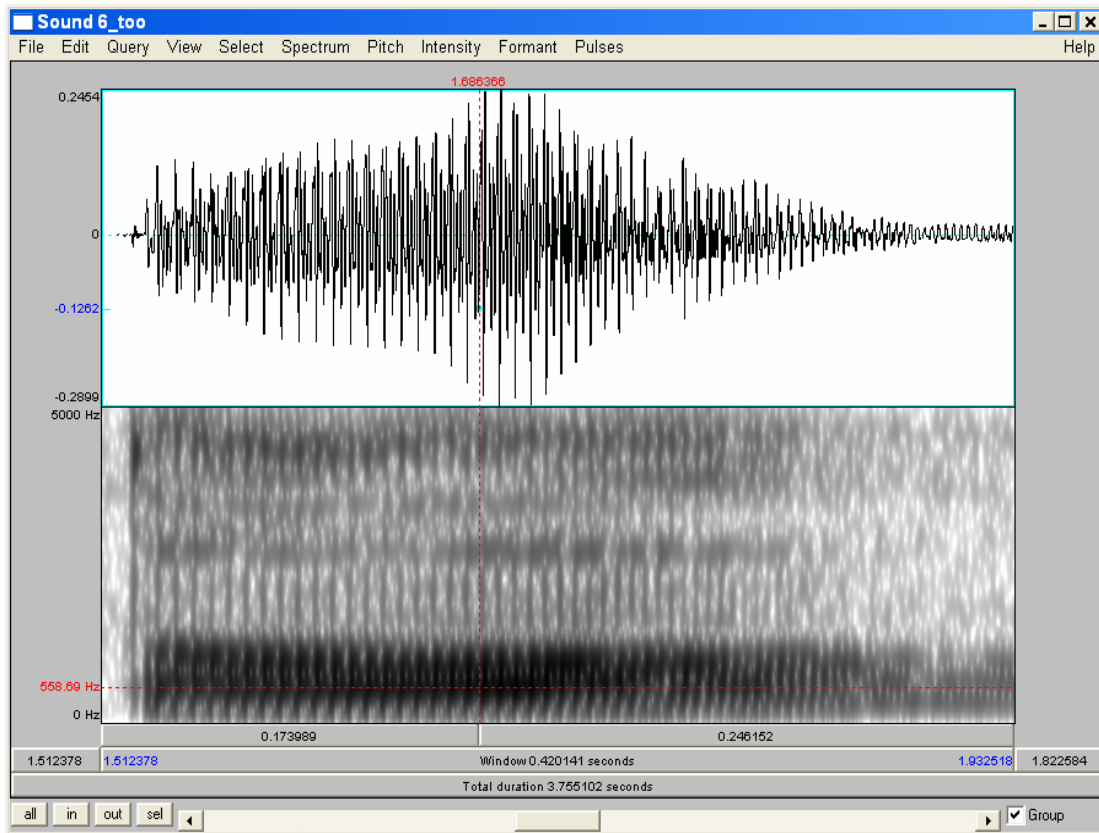 Sound 6_too
File Edit Query View Select Spectrum Pitch Intensity Formant Pulses Help
1.686366
0.2454
0
-0.1262
-0.2899
5000 Hz
558.69 Hz
0 Hz
0.173989 0.246152
1.512378 1.512378 Window 0.420141 seconds 1.932518 1.822584
Total duration 3.755102 seconds
all in out sel Group